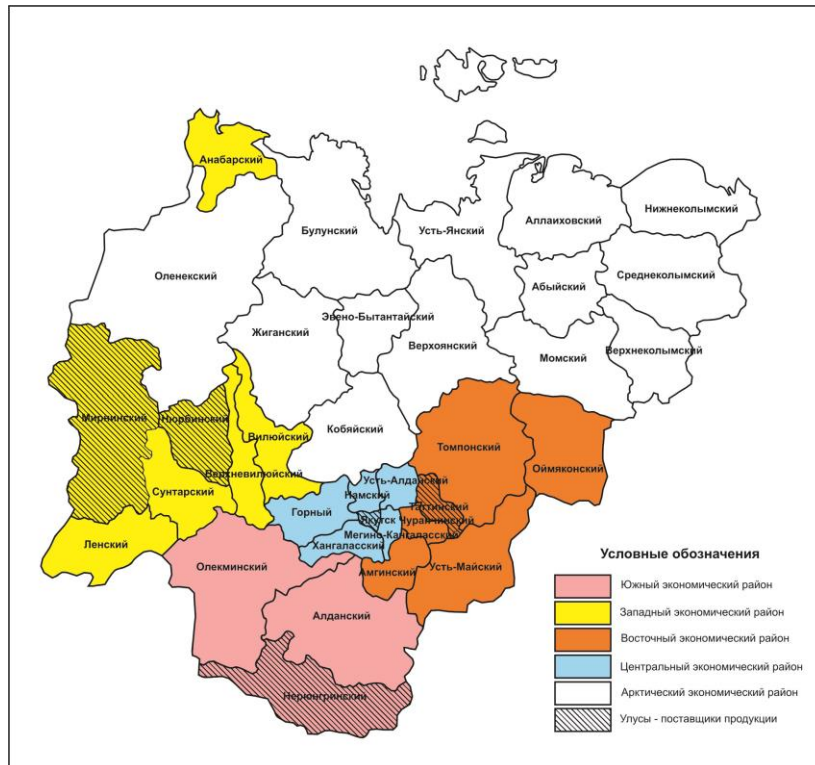 Анабарский
Булунский
Усть-Янский
Аллаиховский
Нижнеколымский
Оленекский
Абыйский
Среднеколымский
Эвено-Бытантайский
Жиганский
Верхоянский
Момский
Верхнеколымский
Мирнинский
Нюрбинский
Вилюйский
Кобяйский
Томпонский
Оймяконский
Верхневилюйский
Сунтарский
Усть-Алданский
Намский
Таттинский
Горный
Якутск
Чурапчинский
Мегино-Кангаласский
Хангаласский
Ленский
Амгинский
Усть-Майский
Олекминский
Алданский
Нерюнгринский
Условные обозначения
Южный экономический район
Западный экономический район
Восточный экономический район
Центральный экономический район
Арктический экономический район
Улусы - поставщики продукции